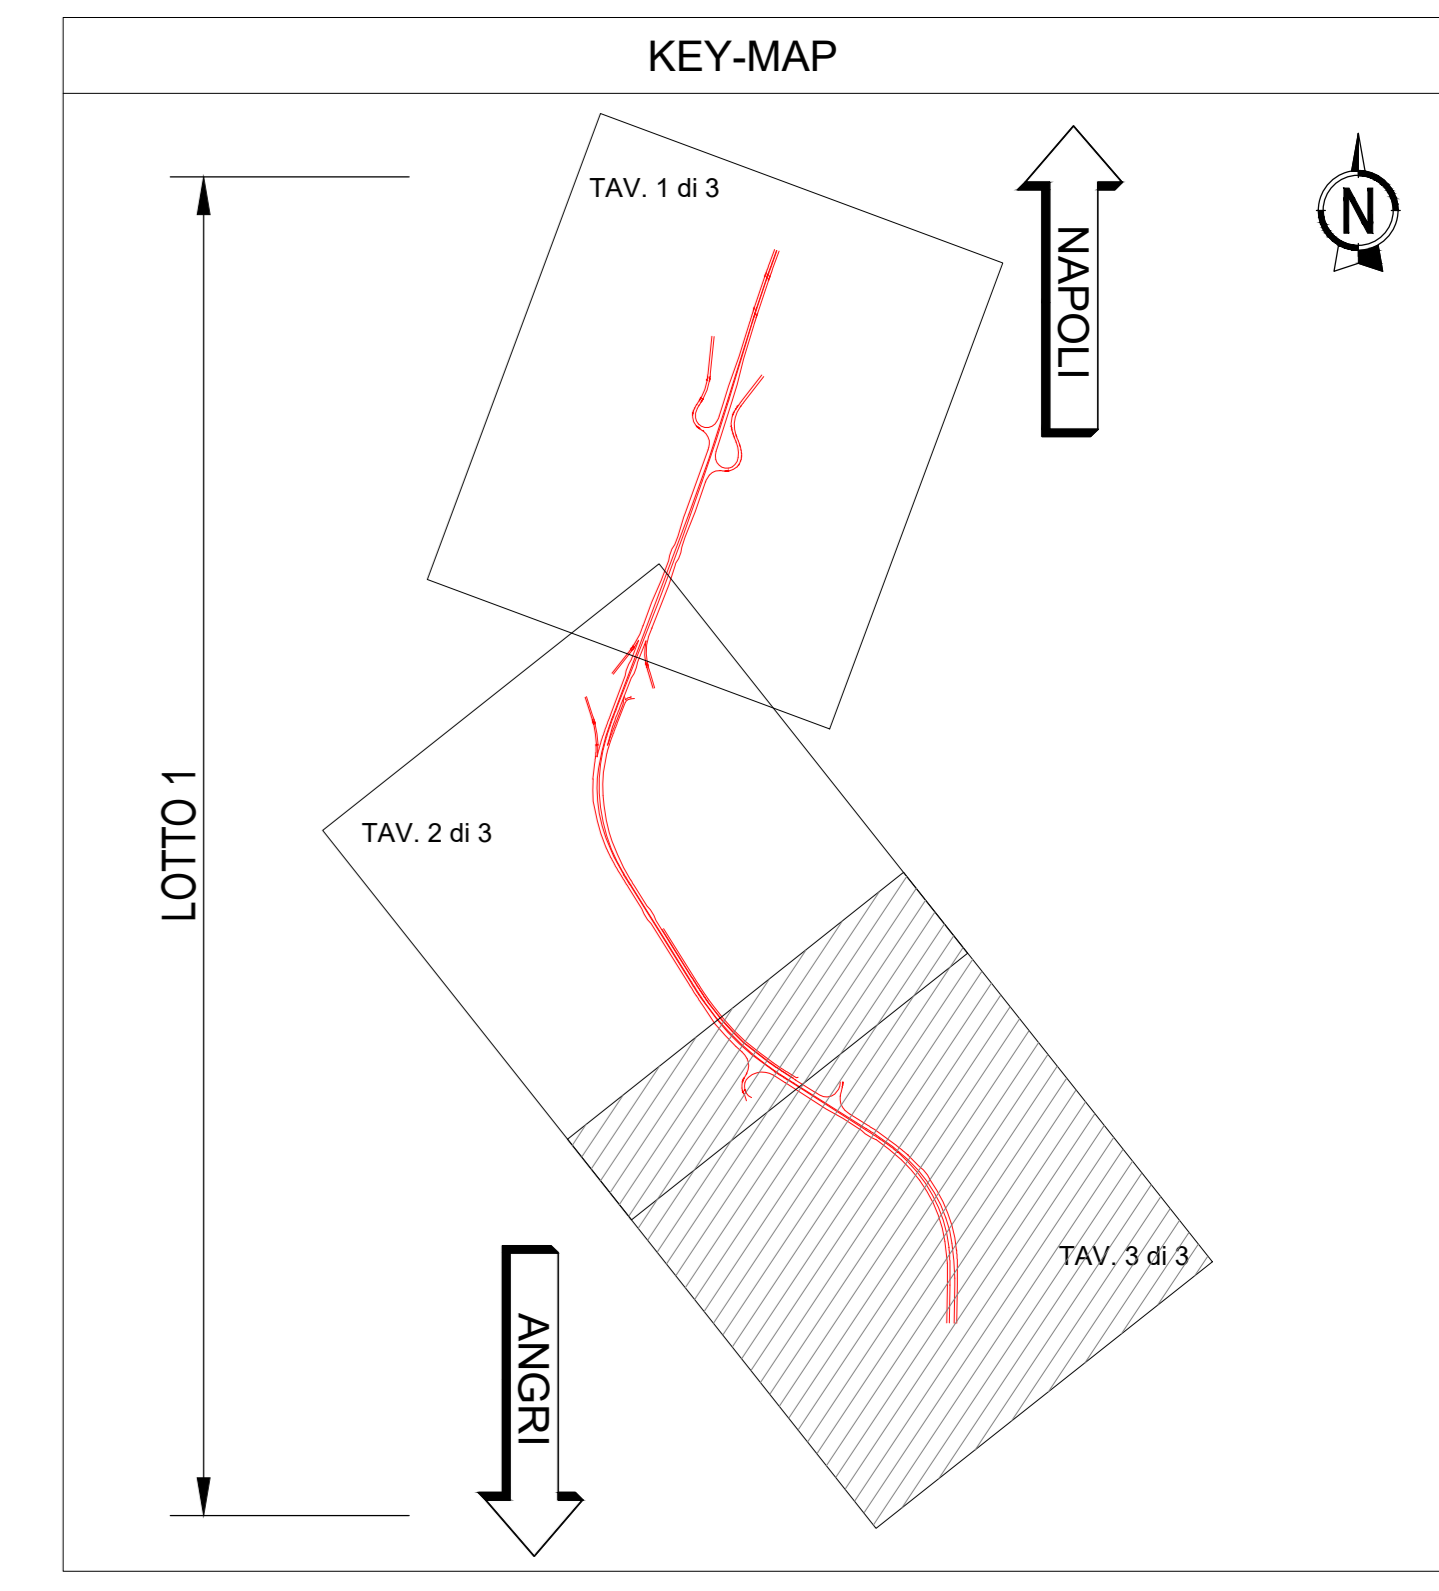 KEY-MAP
TAV. 1 di 3
NAPOLI
N
LOTTO 1
TAV. 2 di 3
TAV. 3 di 3
ANGRI